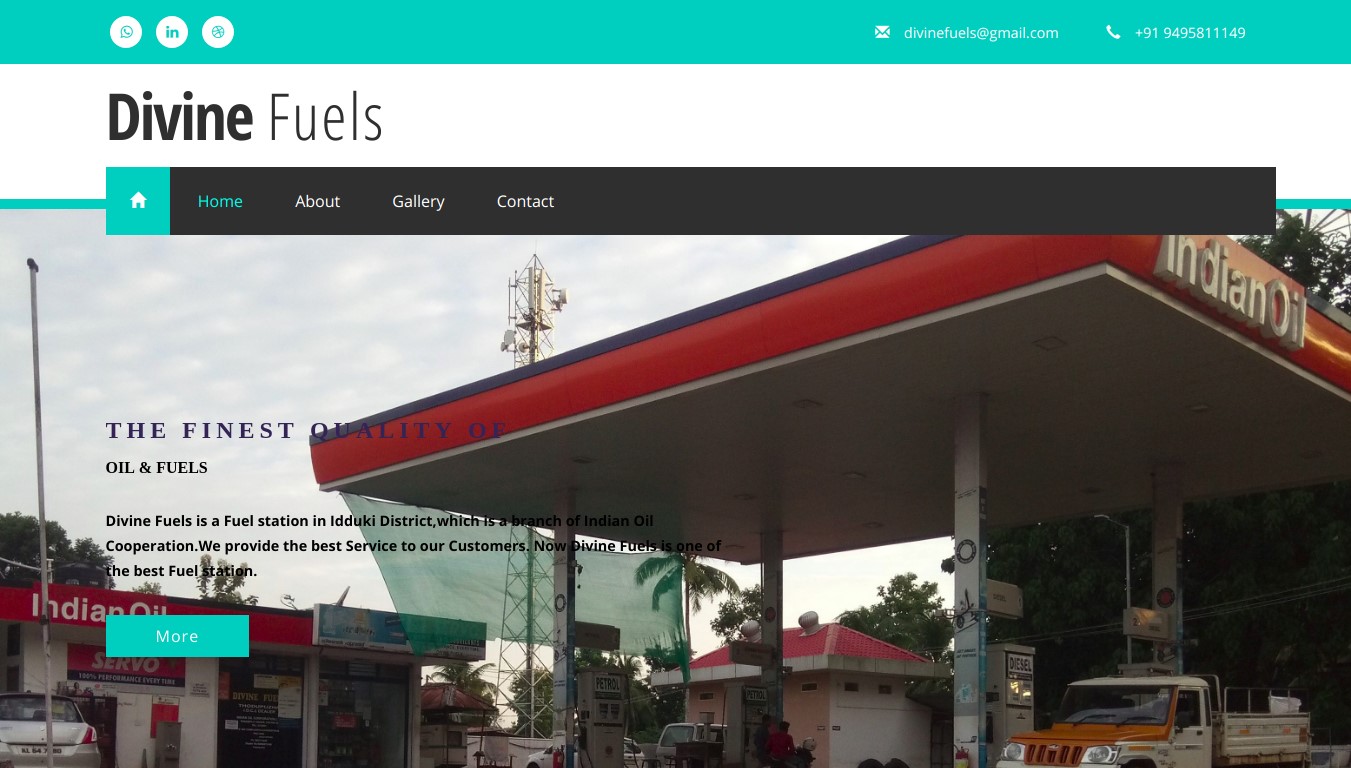 divinefuels@gmail.com
+91 9495811149
Divine Fuels
Home
About
Gallery
Contact
IndianOil
THE FINEST QUALITY OF
OIL & FUELS
Divine Fuels is a Fuel station in Idduki District,which is a branch of Indian Oil
Cooperation.We provide the best Service to our Customers. Now Divine Fuels is one of
the best Fuel station.
IndianOil
More
SERVO
100% PERFORMANCE EVERY TIME
DIVINE FUELS
PETROL
PETROL
DIESEL